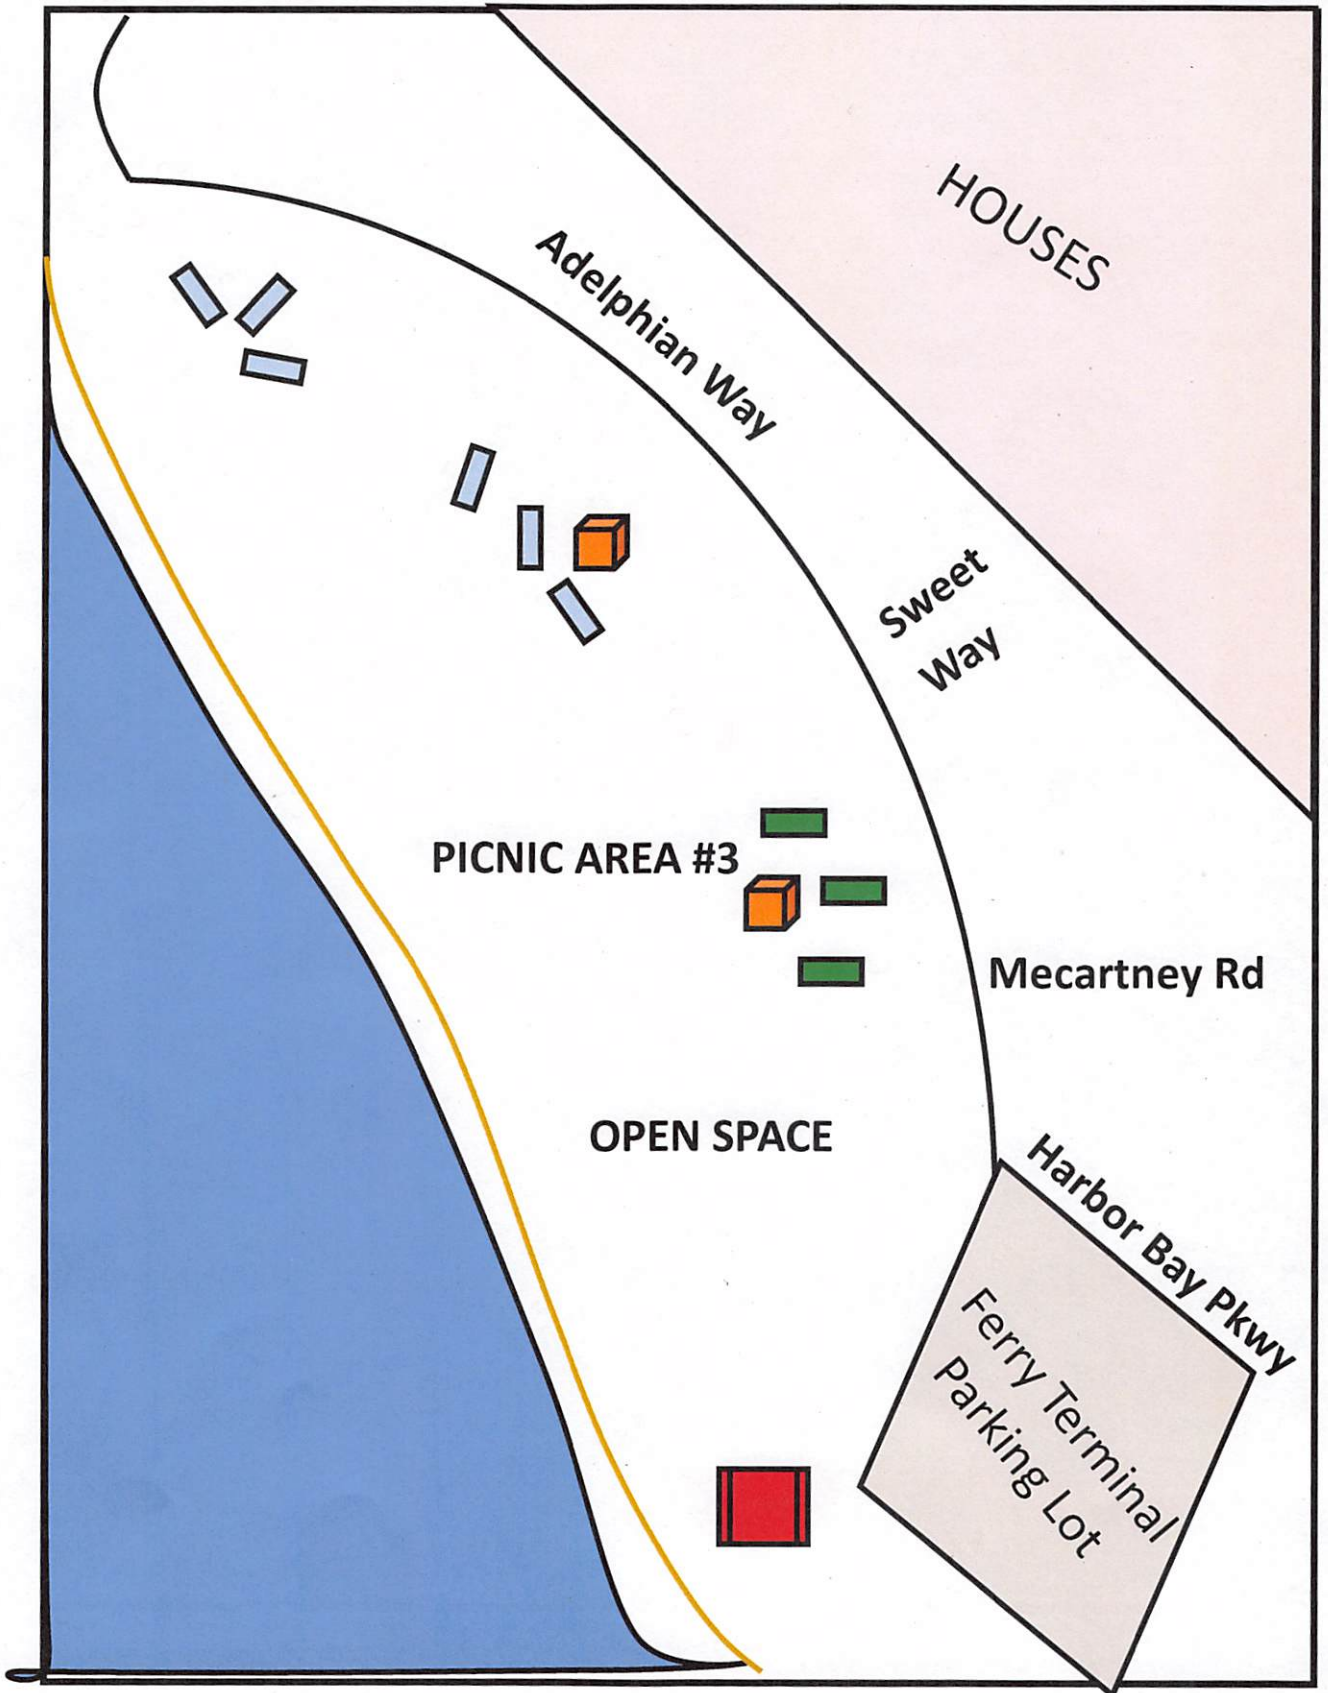 HOUSES
Adelphian Way
Sweet
Way
PICNIC AREA #3
Mecartney Rd
OPEN SPACE
Harbor Bay Pkwy
Ferry Terminal
Parking Lot